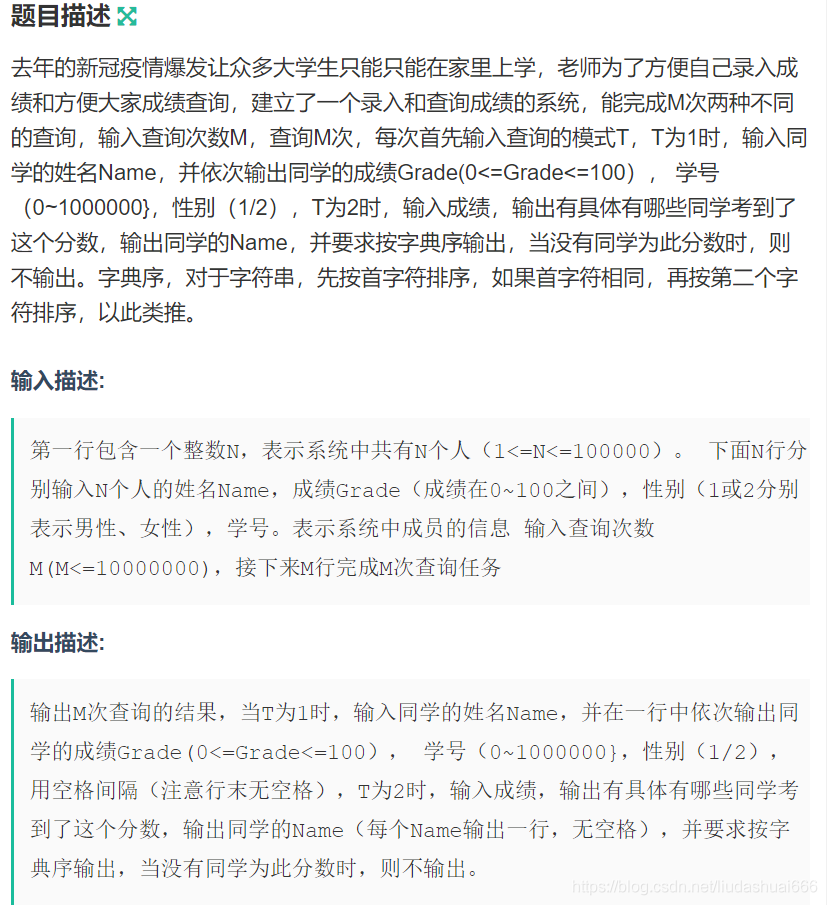 题目描述
去年的新冠疫情爆发让众多大学生只能只能在家里上学，老师为了方便自己录入成
绩和方便大家成绩查询，建立了一个录入和查询成绩的系统，能完成M次两种不同
的查询，输入查询次数M，查询M次，每次首先输入查询的模式T，T为1时，输入同
学的姓名Name，并依次输出同学的成绩Grade(0<=Grade<=100）， 学号
（0~1000000}，性别（1/2），T为2时，输入成绩，输出有具体有哪些同学考到了
这个分数，输出同学的Name，并要求按字典序输出，当没有同学为此分数时，则
不输出。字典序，对于字符串，先按首字符排序，如果首字符相同，再按第二个字
符排序，以此类推。
输入描述:
第一行包含一个整数N，表示系统中共有N个人（1<=N<=100000）。 下面N行分
别输入N个人的姓名Name，成绩Grade（成绩在0~100之间），性别（1或2分别
表示男性、女性），学号。表示系统中成员的信息 输入查询次数
M(M<=10000000)，接下来M行完成M次查询任务
输出描述:
输出M次查询的结果，当T为1时，输入同学的姓名Name，并在一行中依次输出同
学的成绩Grade(0<=Grade<=100）， 学号（0~1000000}，性别（1/2），
用空格间隔（注意行末无空格），T为2时，输入成绩，输出有具体有哪些同学考
到了这个分数，输出同学的Name（每个Name输出一行，无空格），并要求按字
典序输出，当没有同学为此分数时，则不输出。
https://blog.csdn.net/liudashuai666